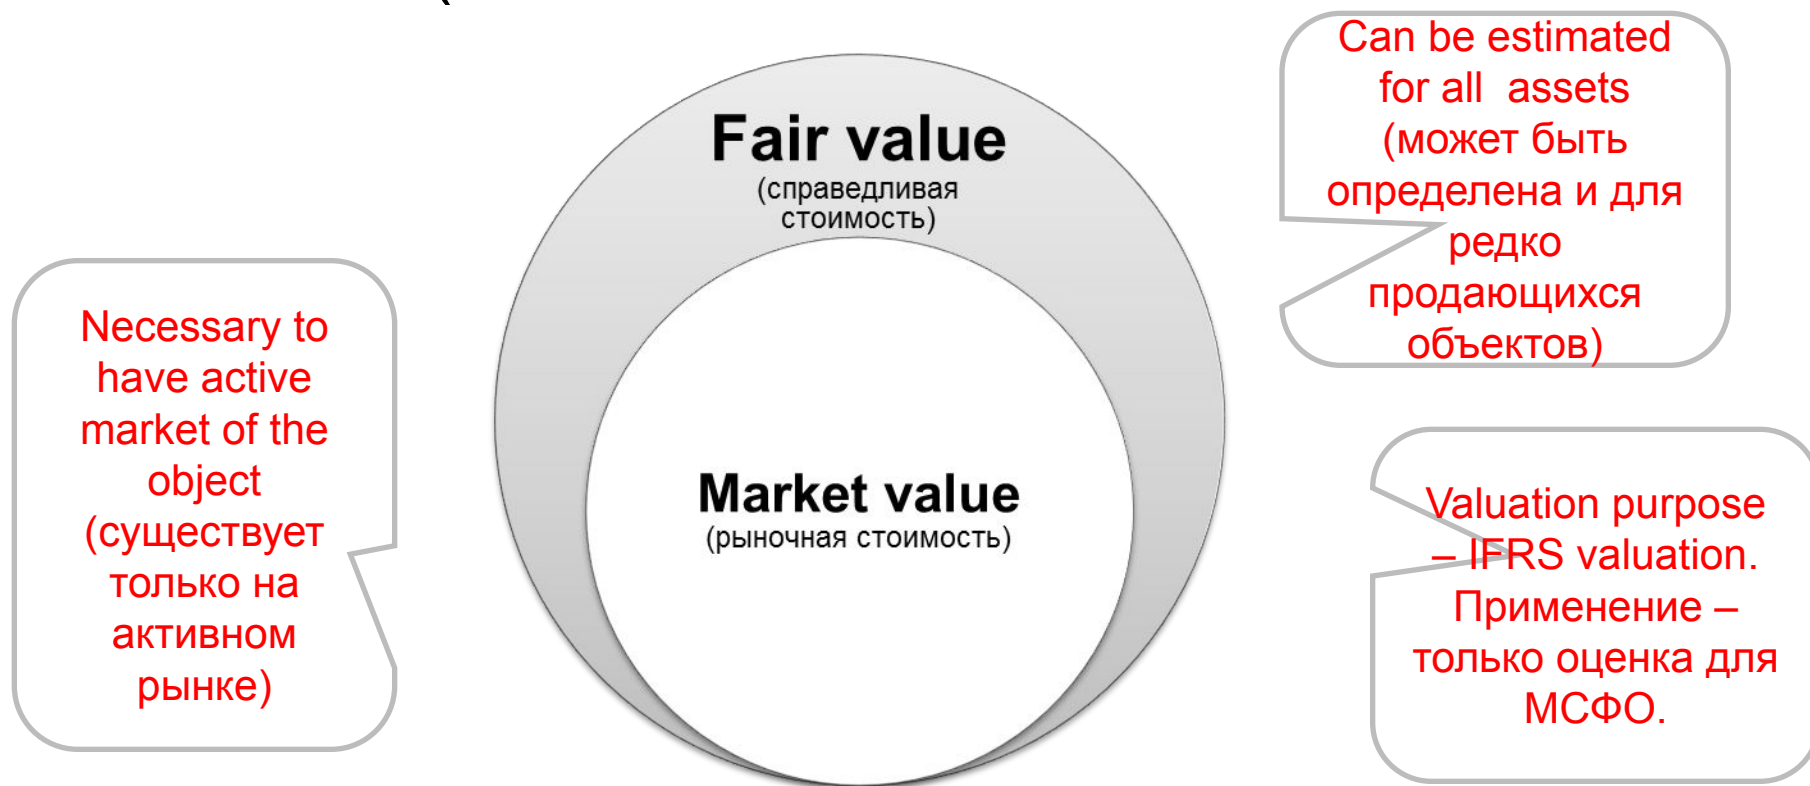 (
Fair value
(справедливая
стоимость)
Market value
(рыночная стоимость)
Necessary to
have active
market of the
object
(существует
только на
активном
рынке)
Can be estimated
for all  assets
(может быть
определена и для
редко
продающихся
объектов)
Valuation purpose
– IFRS valuation.
Применение –
только оценка для
МСФО.